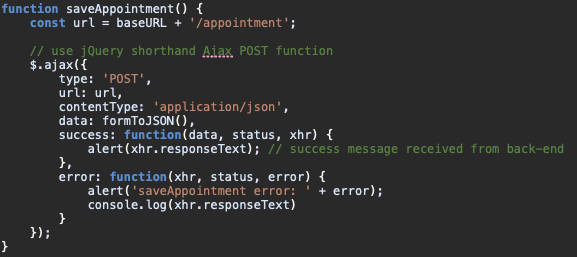 function saveAppointment() {
    const url = baseURL + '/appointment';

    // use jQuery shorthand Ajax POST function
    $.ajax({
        type: 'POST',
        url: url,
        contentType: 'application/json',
        data: formToJSON(),
        success: function(data, status, xhr) {
            alert(xhr.responseText); // success message received from back-end
        },
        error: function(xhr, status, error) {
            alert('saveAppointment error: ' + error);
            console.log(xhr.responseText)
        }
    });
}